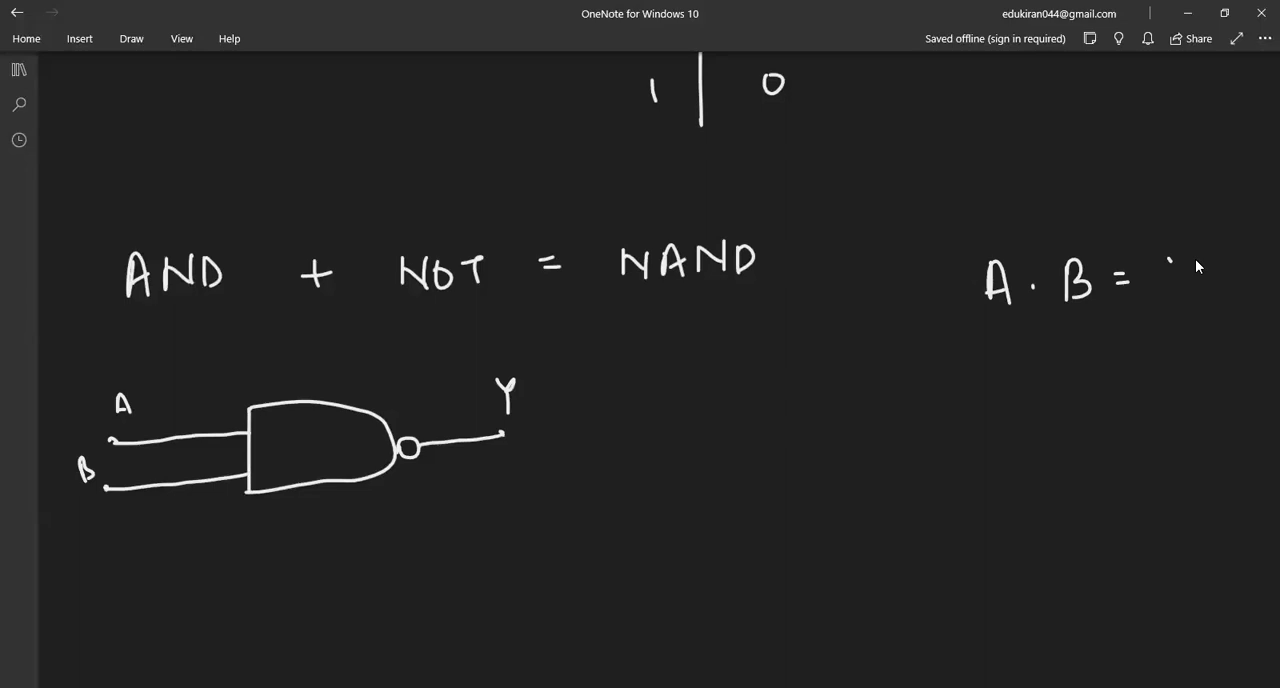 OneNote for Windows 10
edukiran044@gmail.com
Home Insert Draw View Help
Saved offline (sign in required) Share
1 0
AND + NOT = NAND
A . B =
A
B
Y